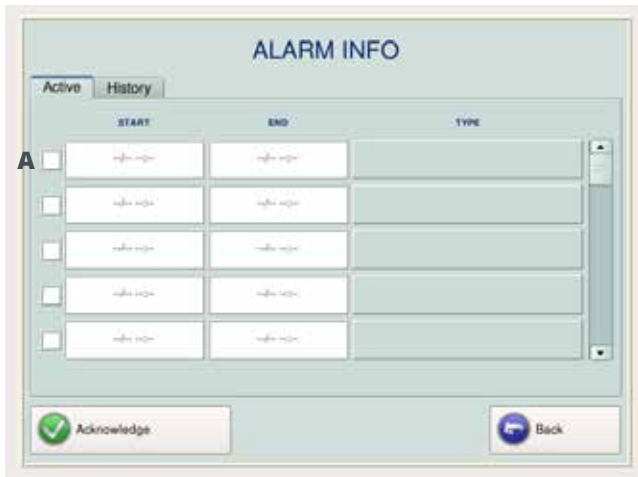 ALARM INFO
Active History
START END TYPE
A --/-- --:-- --/-- --:--
--/-- --:-- --/-- --:--
--/-- --:-- --/-- --:--
--/-- --:-- --/-- --:--
--/-- --:-- --/-- --:--
Acknowledge Back